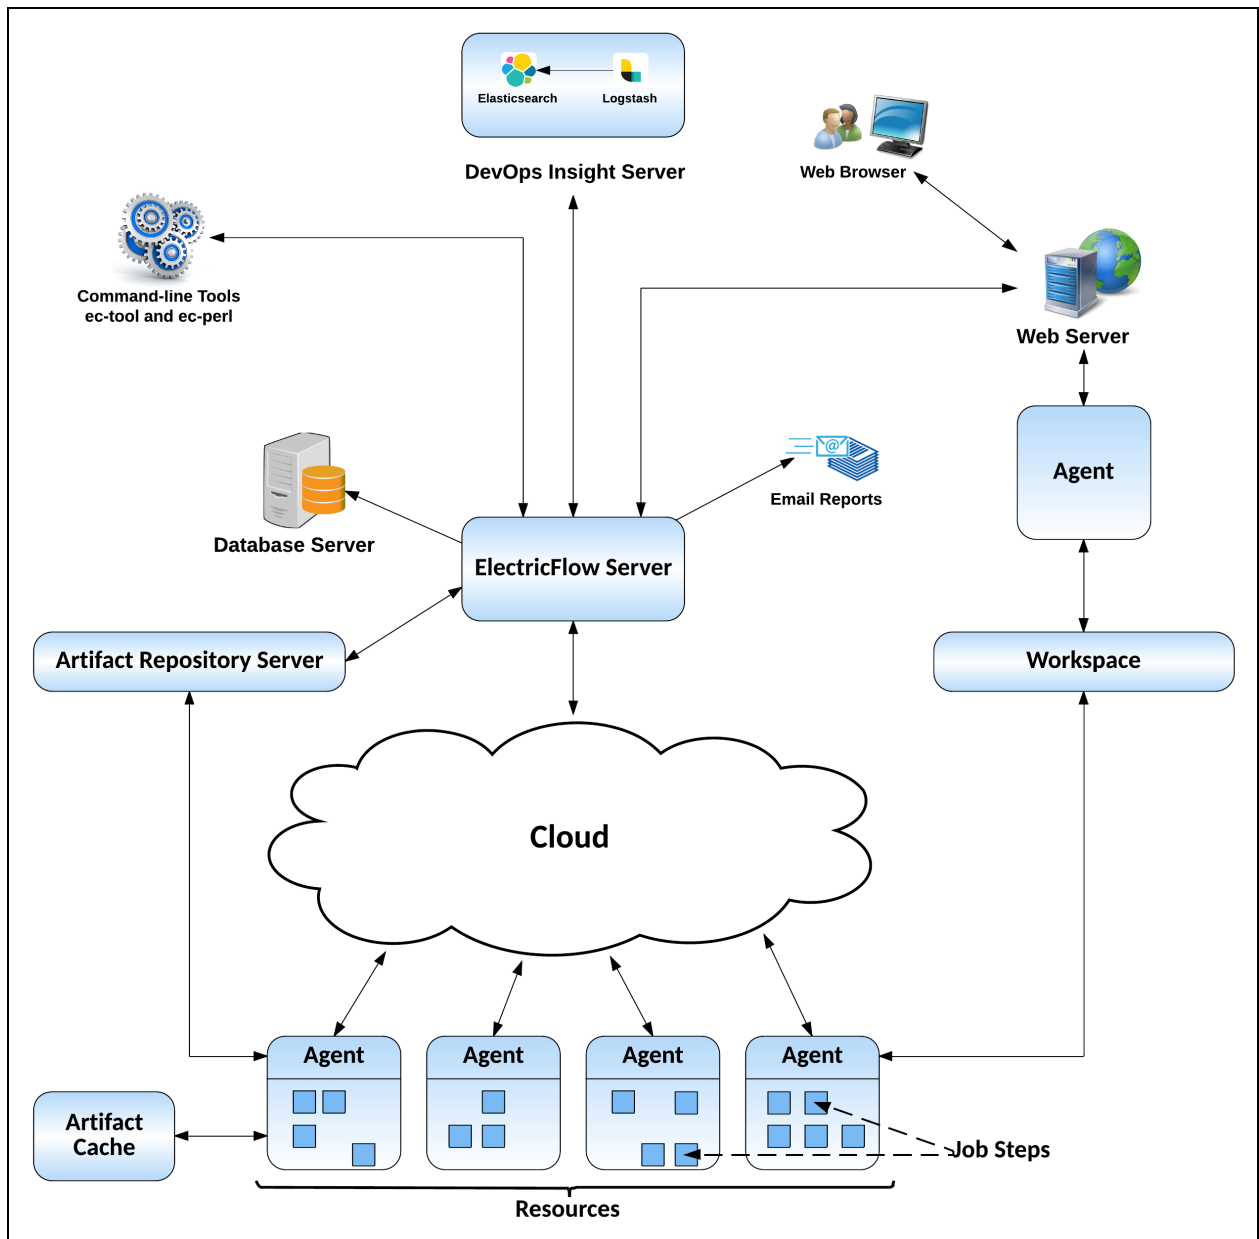 Elasticsearch
Logstash
DevOps Insight Server
Web Browser
Command-line Tools
ec-tool and ec-perl
Web Server
Agent
Email Reports
Database Server
ElectricFlow Server
Artifact Repository Server
Workspace
Cloud
Agent
Agent
Agent
Agent
Artifact
Cache
Job Steps
Resources